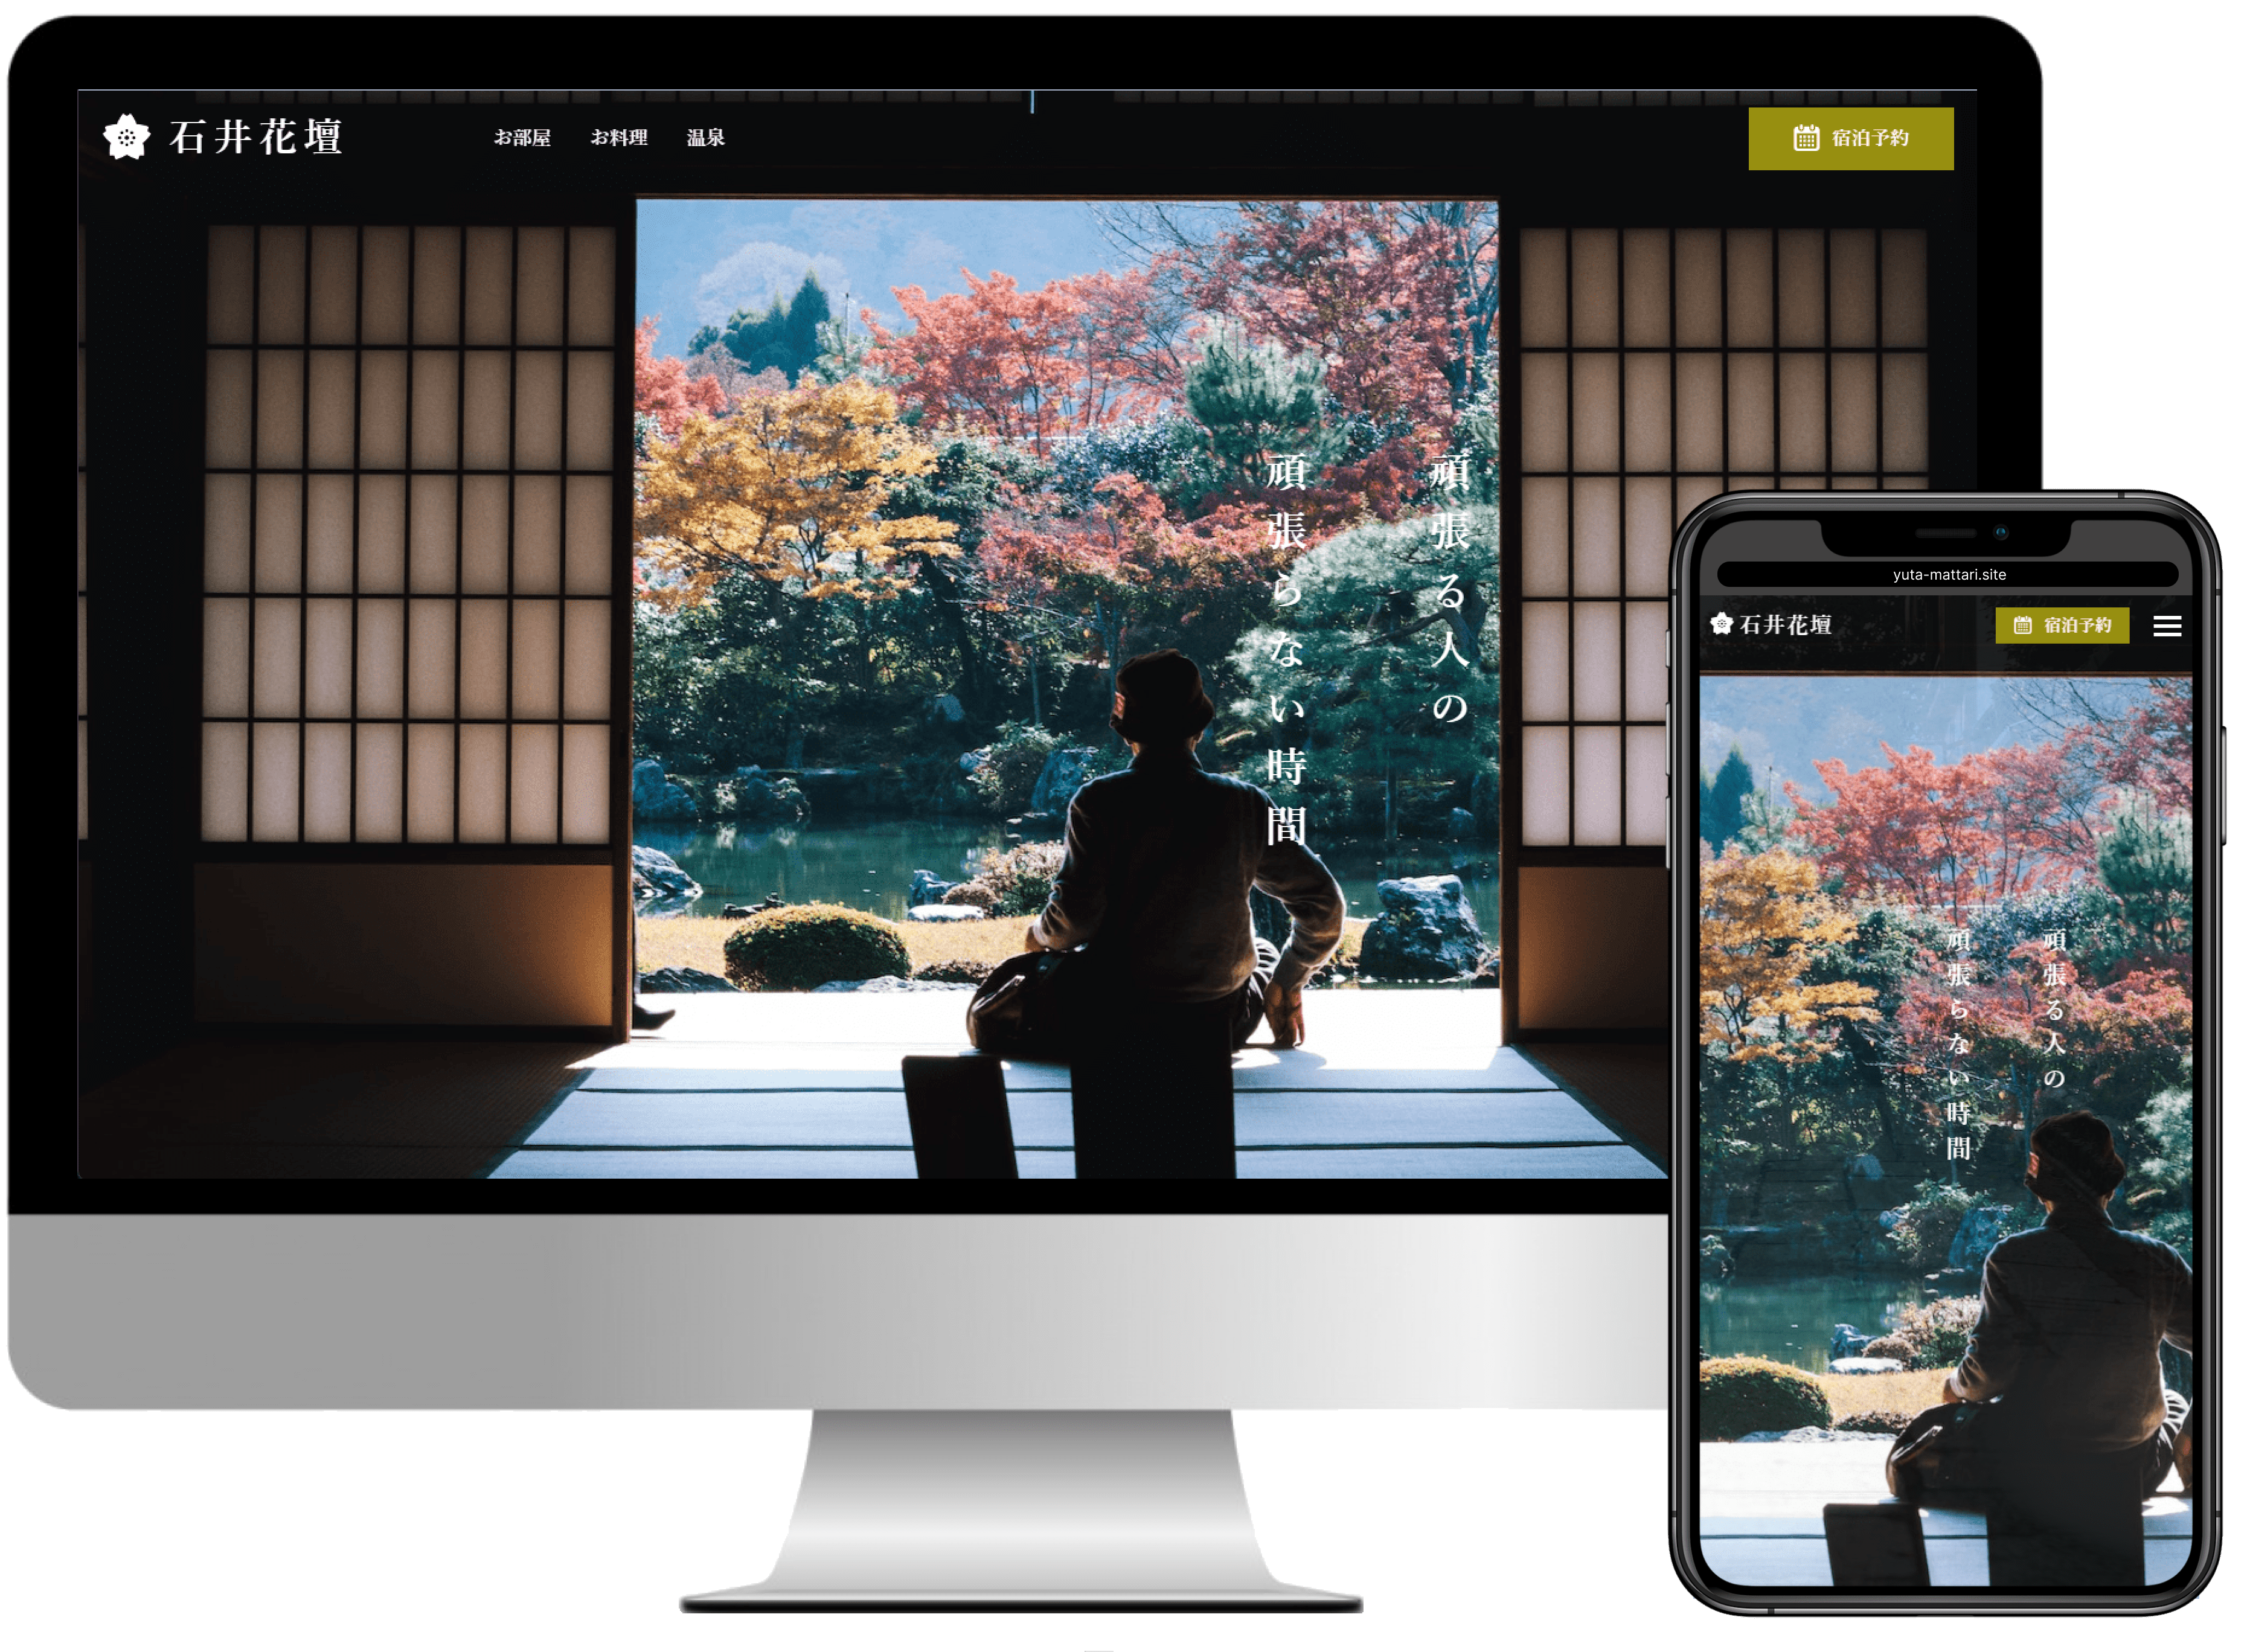 石井花壇
お部屋
お料理
温泉
宿泊予約
頑張る人の
頑張らない時間
yuta-mattari.site
石井花壇
宿泊予約
頑張る人の
頑張らない時間